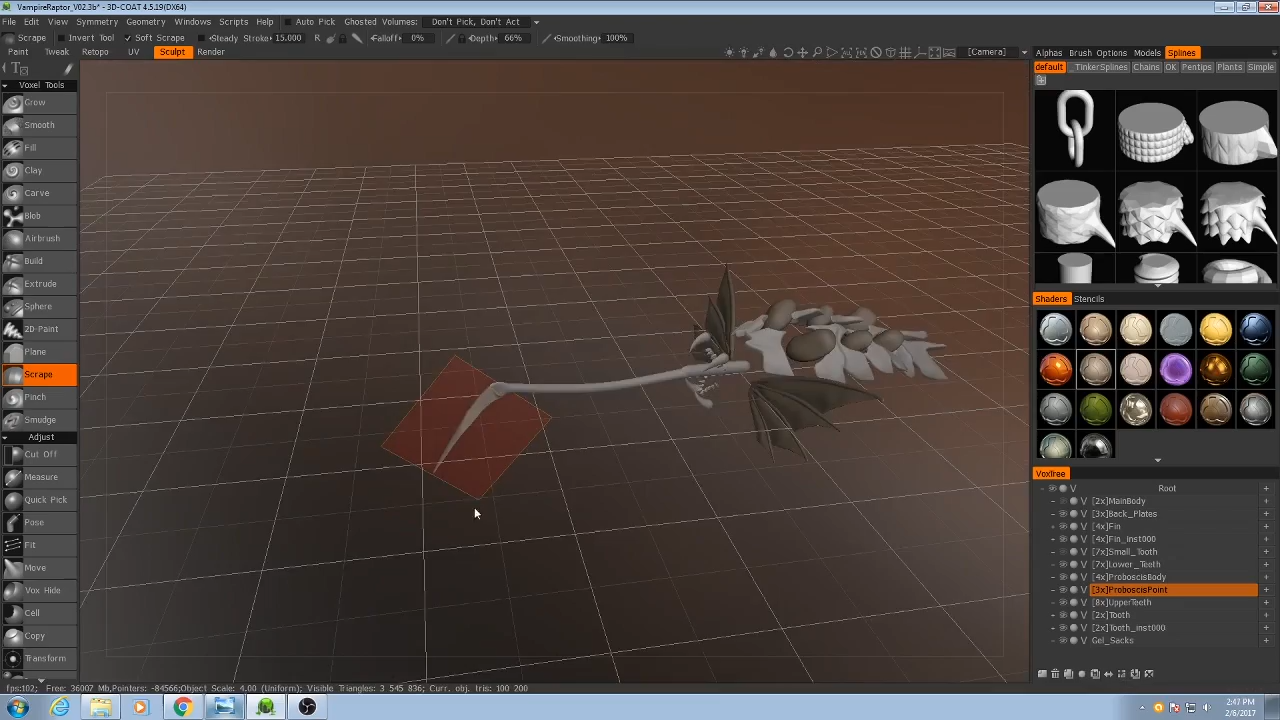 VampireRaptor_V02.3b* - 3D-COAT 4.5.19(DX64)
File Edit View Symmetry Geometry Windows Scripts Help Auto Pick Ghosted Volumes: Don't Pick, Don't Act
Scrape Invert Tool Soft Scrape Steady Stroke: 15.000 R Falloff: 0% Depth: 66% Smoothing: 100%
Paint Tweak Retopo UV Sculpt Render [Camera]
Alphas Brush Options Models Splines
default _TinkerSplines Chains OK Pentips Plants Simple
Voxel Tools
Grow
Smooth
Fill
Clay
Carve
Blob
Airbrush
Build
Extrude
Sphere
2D-Paint
Plane
Scrape
Pinch
Smudge
Adjust
Cut Off
Measure
Quick Pick
Pose
Fit
Move
Vox Hide
Cell
Copy
Transform
Shaders Stencils
VoxTree
V Root
V [2x]MainBody
V [3x]Back_Plates
V [4x]Fin
V [4x]Fin_inst000
V [7x]Small_Tooth
V [7x]Lower_Teeth
V [4x]ProboscisBody
V [3x]ProboscisPoint
V [8x]UpperTeeth
V [2x]Tooth
V [2x]Tooth_inst000
V Gel_Sacks
fps:102; Free: 36007 Mb,Pointers: -84566;Object Scale: 4.00 (Uniform); Visible Triangles: 3 545 836; Curr. obj. tris: 100 200
2:47 PM
2/6/2017